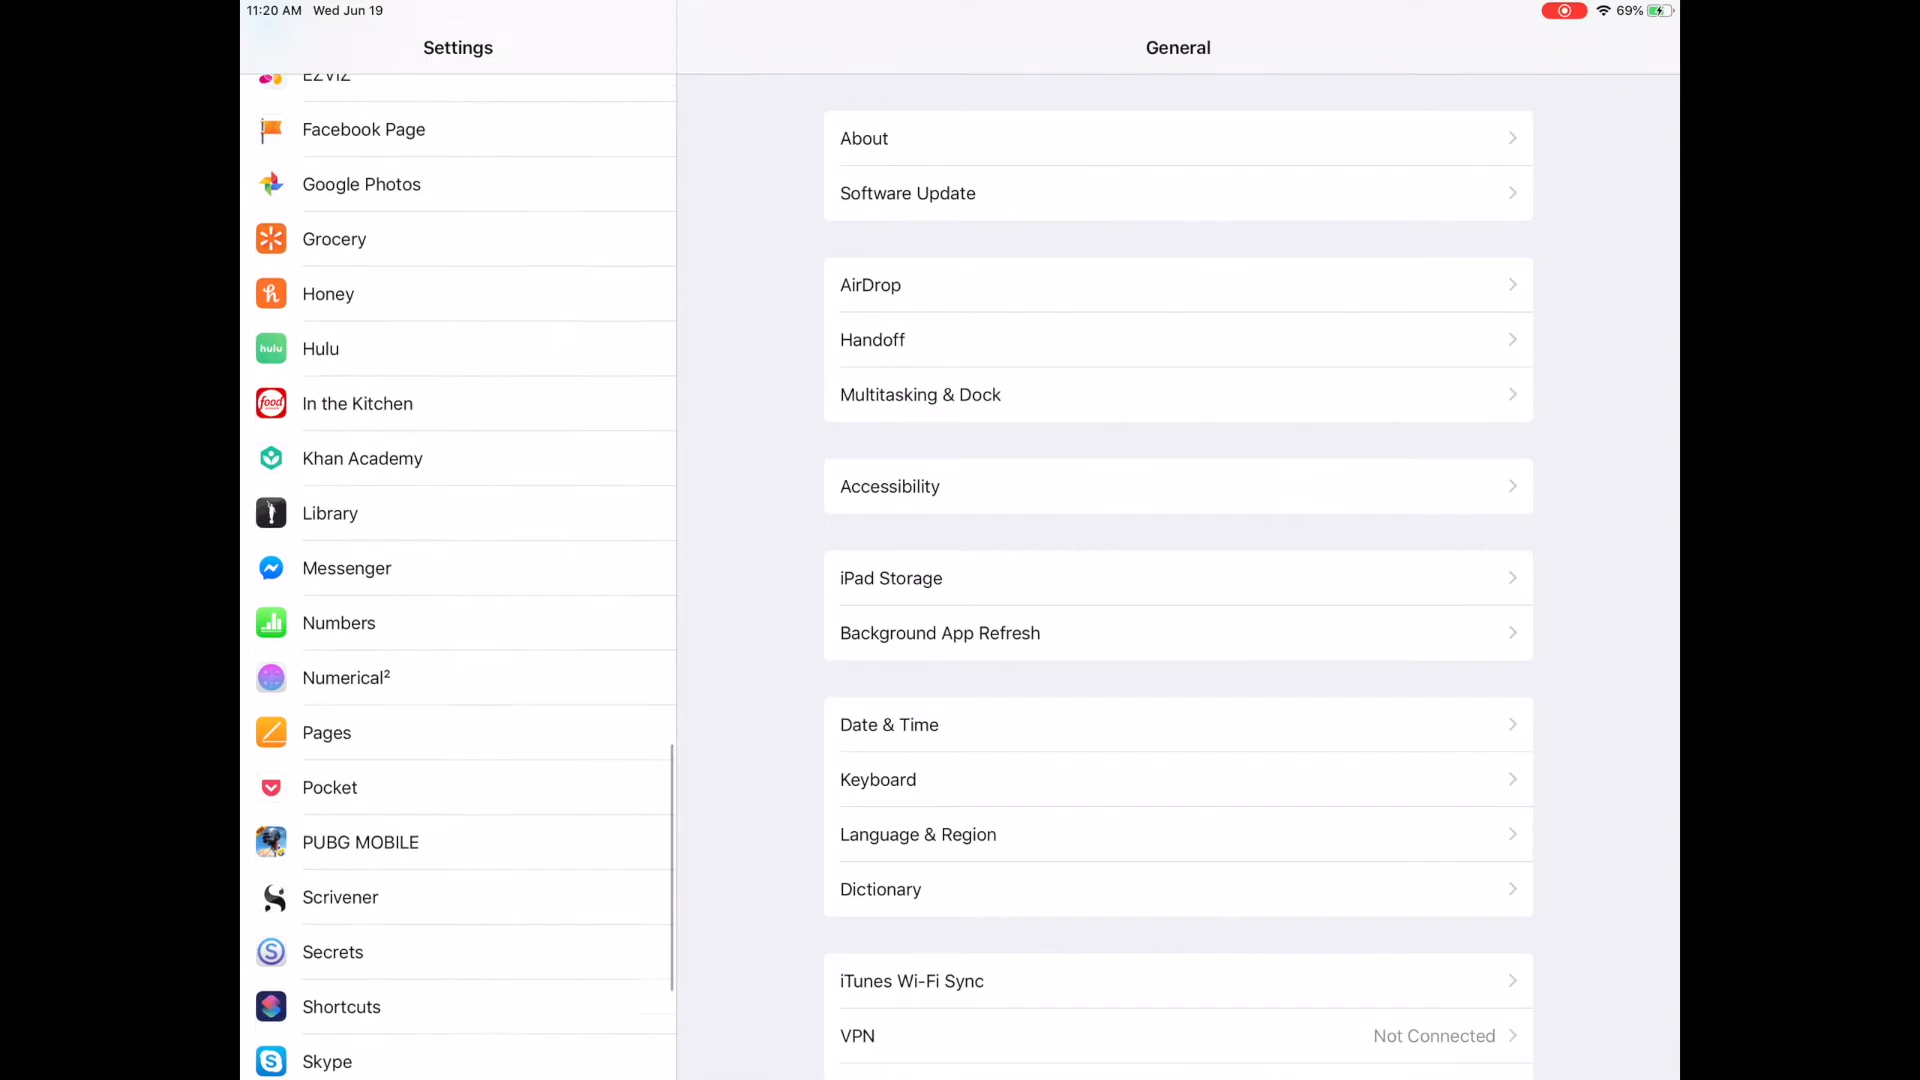 11:20 AM Wed Jun 19
69%
Settings
General
EZVIZ
Facebook Page
Google Photos
Grocery
Honey
hulu
Hulu
food
In the Kitchen
Khan Academy
Library
Messenger
Numbers
Numerical²
Pages
Pocket
PUBG MOBILE
Scrivener
Secrets
Shortcuts
Skype
About
Software Update
AirDrop
Handoff
Multitasking & Dock
Accessibility
iPad Storage
Background App Refresh
Date & Time
Keyboard
Language & Region
Dictionary
iTunes Wi-Fi Sync
VPN Not Connected